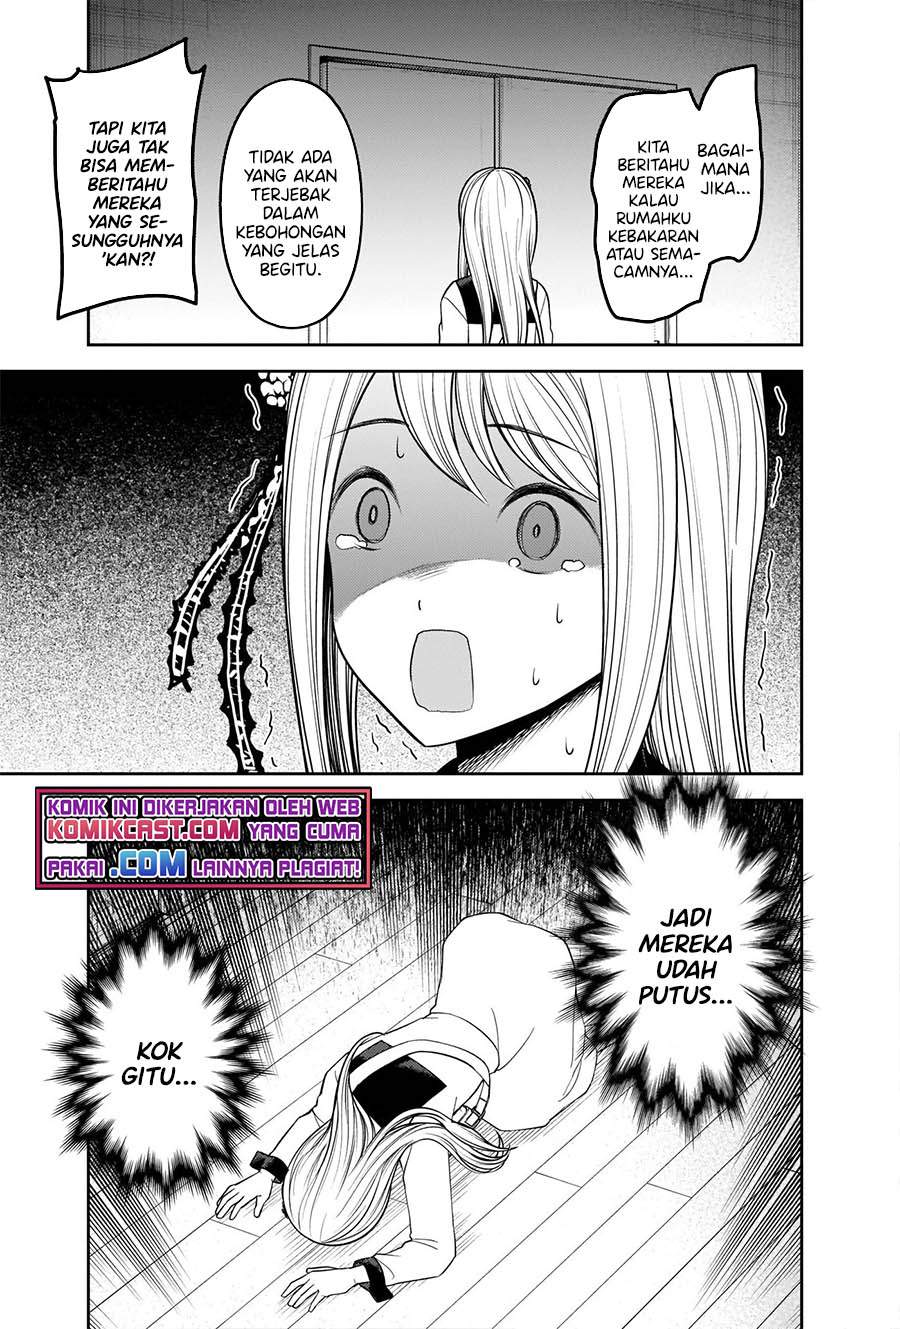 BAGAI-
MANA
JIKA...
KITA
BERITAHU
MEREKA
KALAU
RUMAHKU
KEBAKARAN
ATAU SEMA-
CAMNYA...
TIDAK ADA
YANG AKAN
TERJEBAK
DALAM
KEBOHONGAN
YANG JELAS
BEGITU.
TAPI KITA
JUGA TAK
BISA MEM-
BERITAHU
MEREKA
YANG SE-
SUNGGUHNYA
'KAN?!
KOMIK INI DIKERJAKAN OLEH WEB
KOMIKCAST.COM YANG CUMA
PAKAI .COM LAINNYA PLAGIAT!
JADI
MEREKA
UDAH
PUTUS...
KOK
GITU...